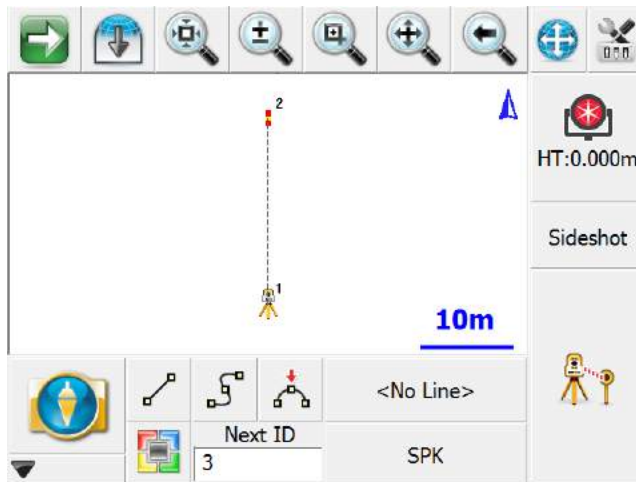 2
HT:0.000m
Sideshot
1
10m
<No Line>
Next ID
3
SPK